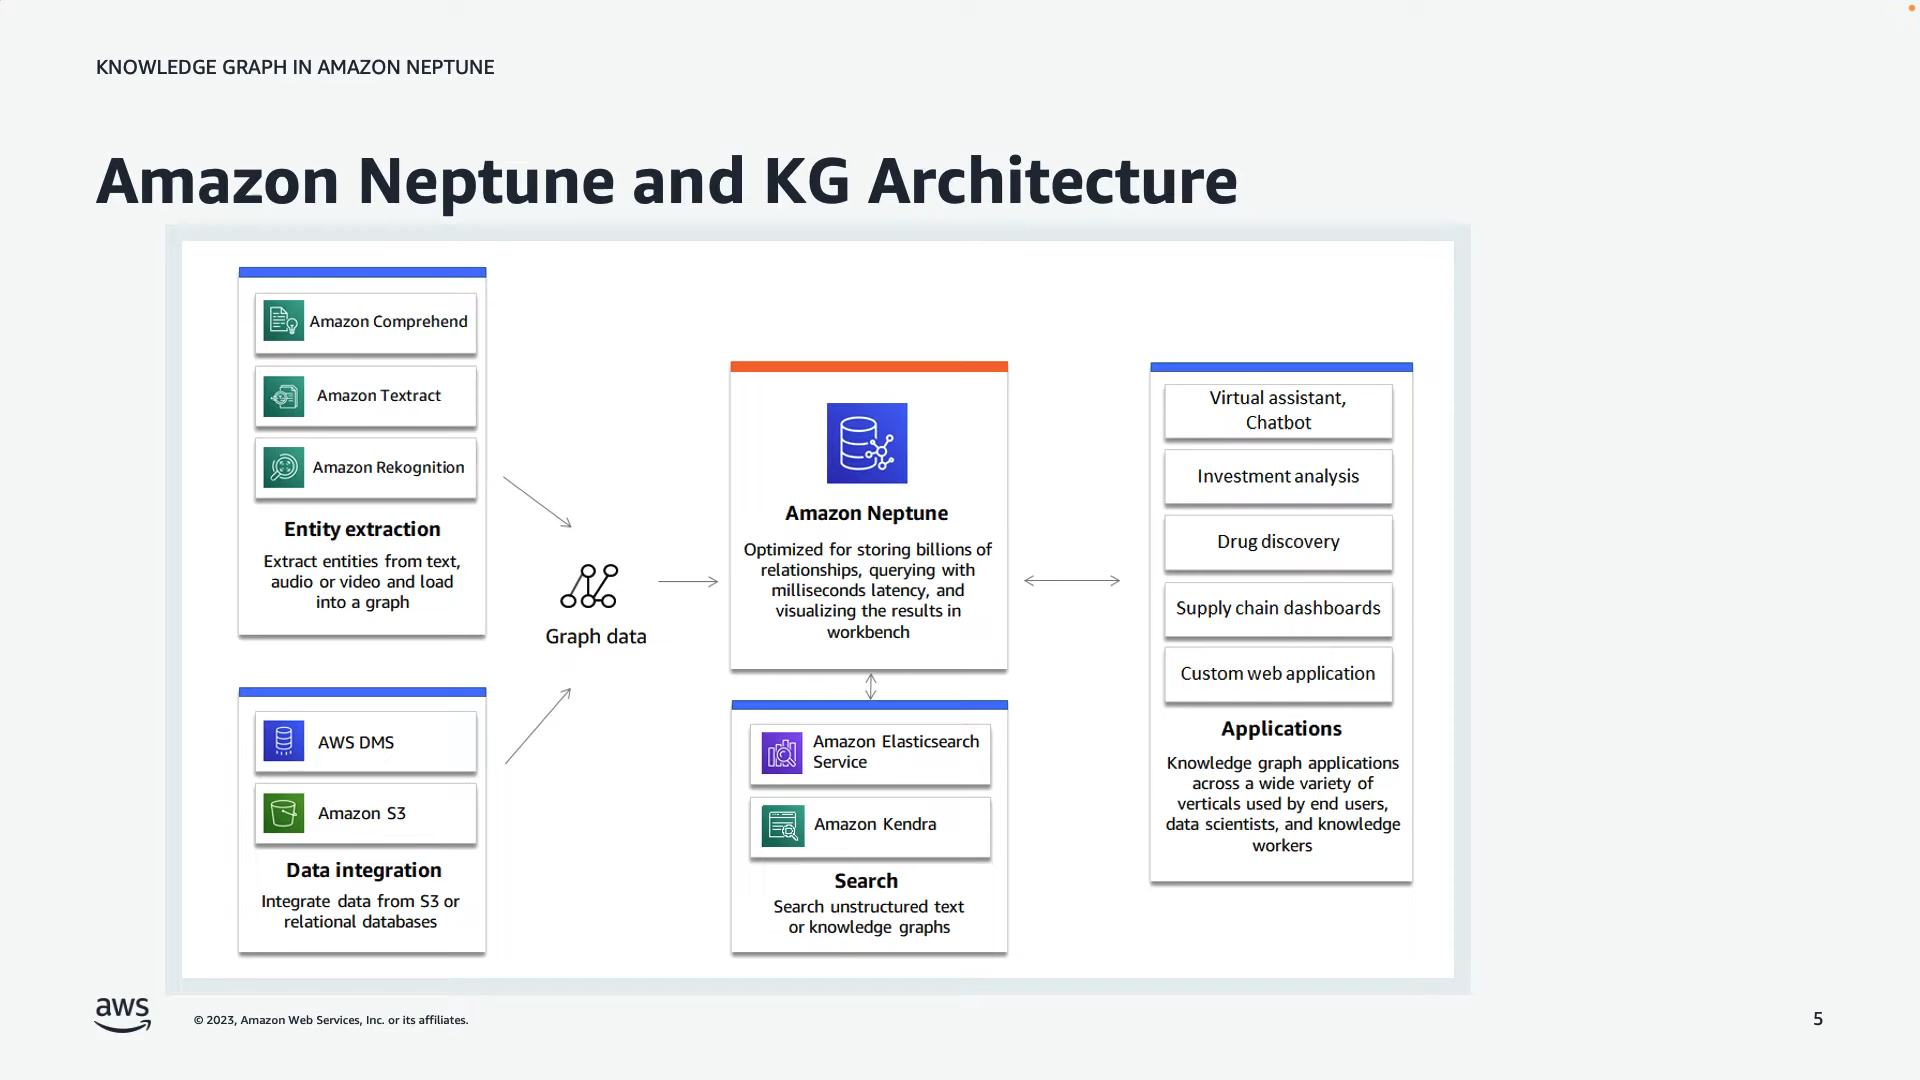 KNOWLEDGE GRAPH IN AMAZON NEPTUNE
Amazon Neptune and KG Architecture
Amazon Comprehend
Amazon Textract
Amazon Rekognition
Entity extraction
Extract entities from text,
audio or video and load
into a graph
AWS DMS
Amazon S3
Data integration
Integrate data from S3 or
relational databases
Graph data
Amazon Neptune
Optimized for storing billions of
relationships, querying with
milliseconds latency, and
visualizing the results in
workbench
Amazon Elasticsearch
Service
Amazon Kendra
Search
Search unstructured text
or knowledge graphs
Virtual assistant,
Chatbot
Investment analysis
Drug discovery
Supply chain dashboards
Custom web application
Applications
Knowledge graph applications
across a wide variety of
verticals used by end users,
data scientists, and knowledge
workers
aws
© 2023, Amazon Web Services, Inc. or its affiliates.
5